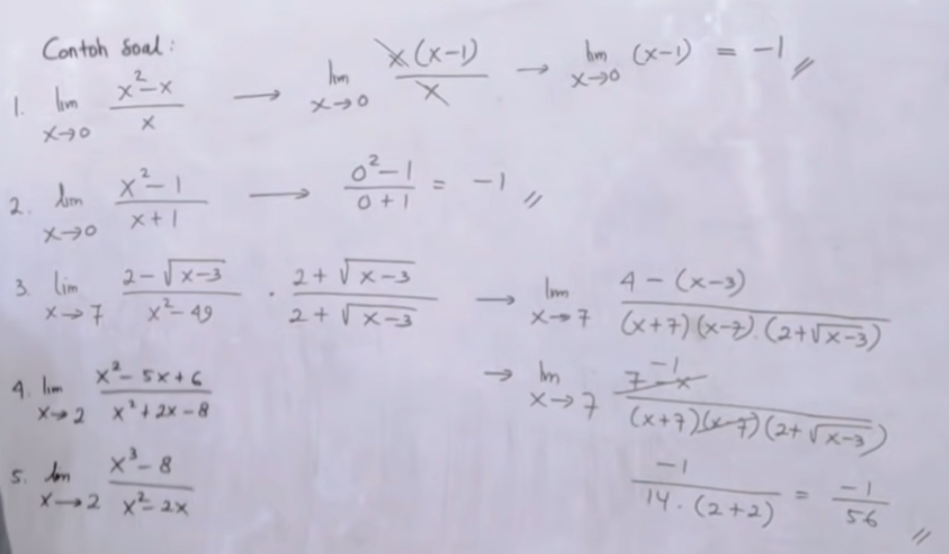 Contoh soal :
1. lim x→0 (x²-x)/x → lim x→0 x(x-1)/x → lim x→0 (x-1) = -1 //
2. lim x→0 (x²-1)/(x+1) → (0²-1)/(0+1) = -1 //
3. lim x→7 (2-√(x-3))/(x²-49) . (2+√(x-3))/(2+√(x-3)) → lim x→7 (4-(x-3))/((x+7)(x-7).(2+√(x-3)))
→ lim x→7 -1 (7-x)/((x+7)(x-7)(2+√(x-3)))
-1/(14.(2+2)) = -1/56 //
4. lim x→2 (x²-5x+6)/(x²+2x-8)
5. lim x→2 (x³-8)/(x²-2x)